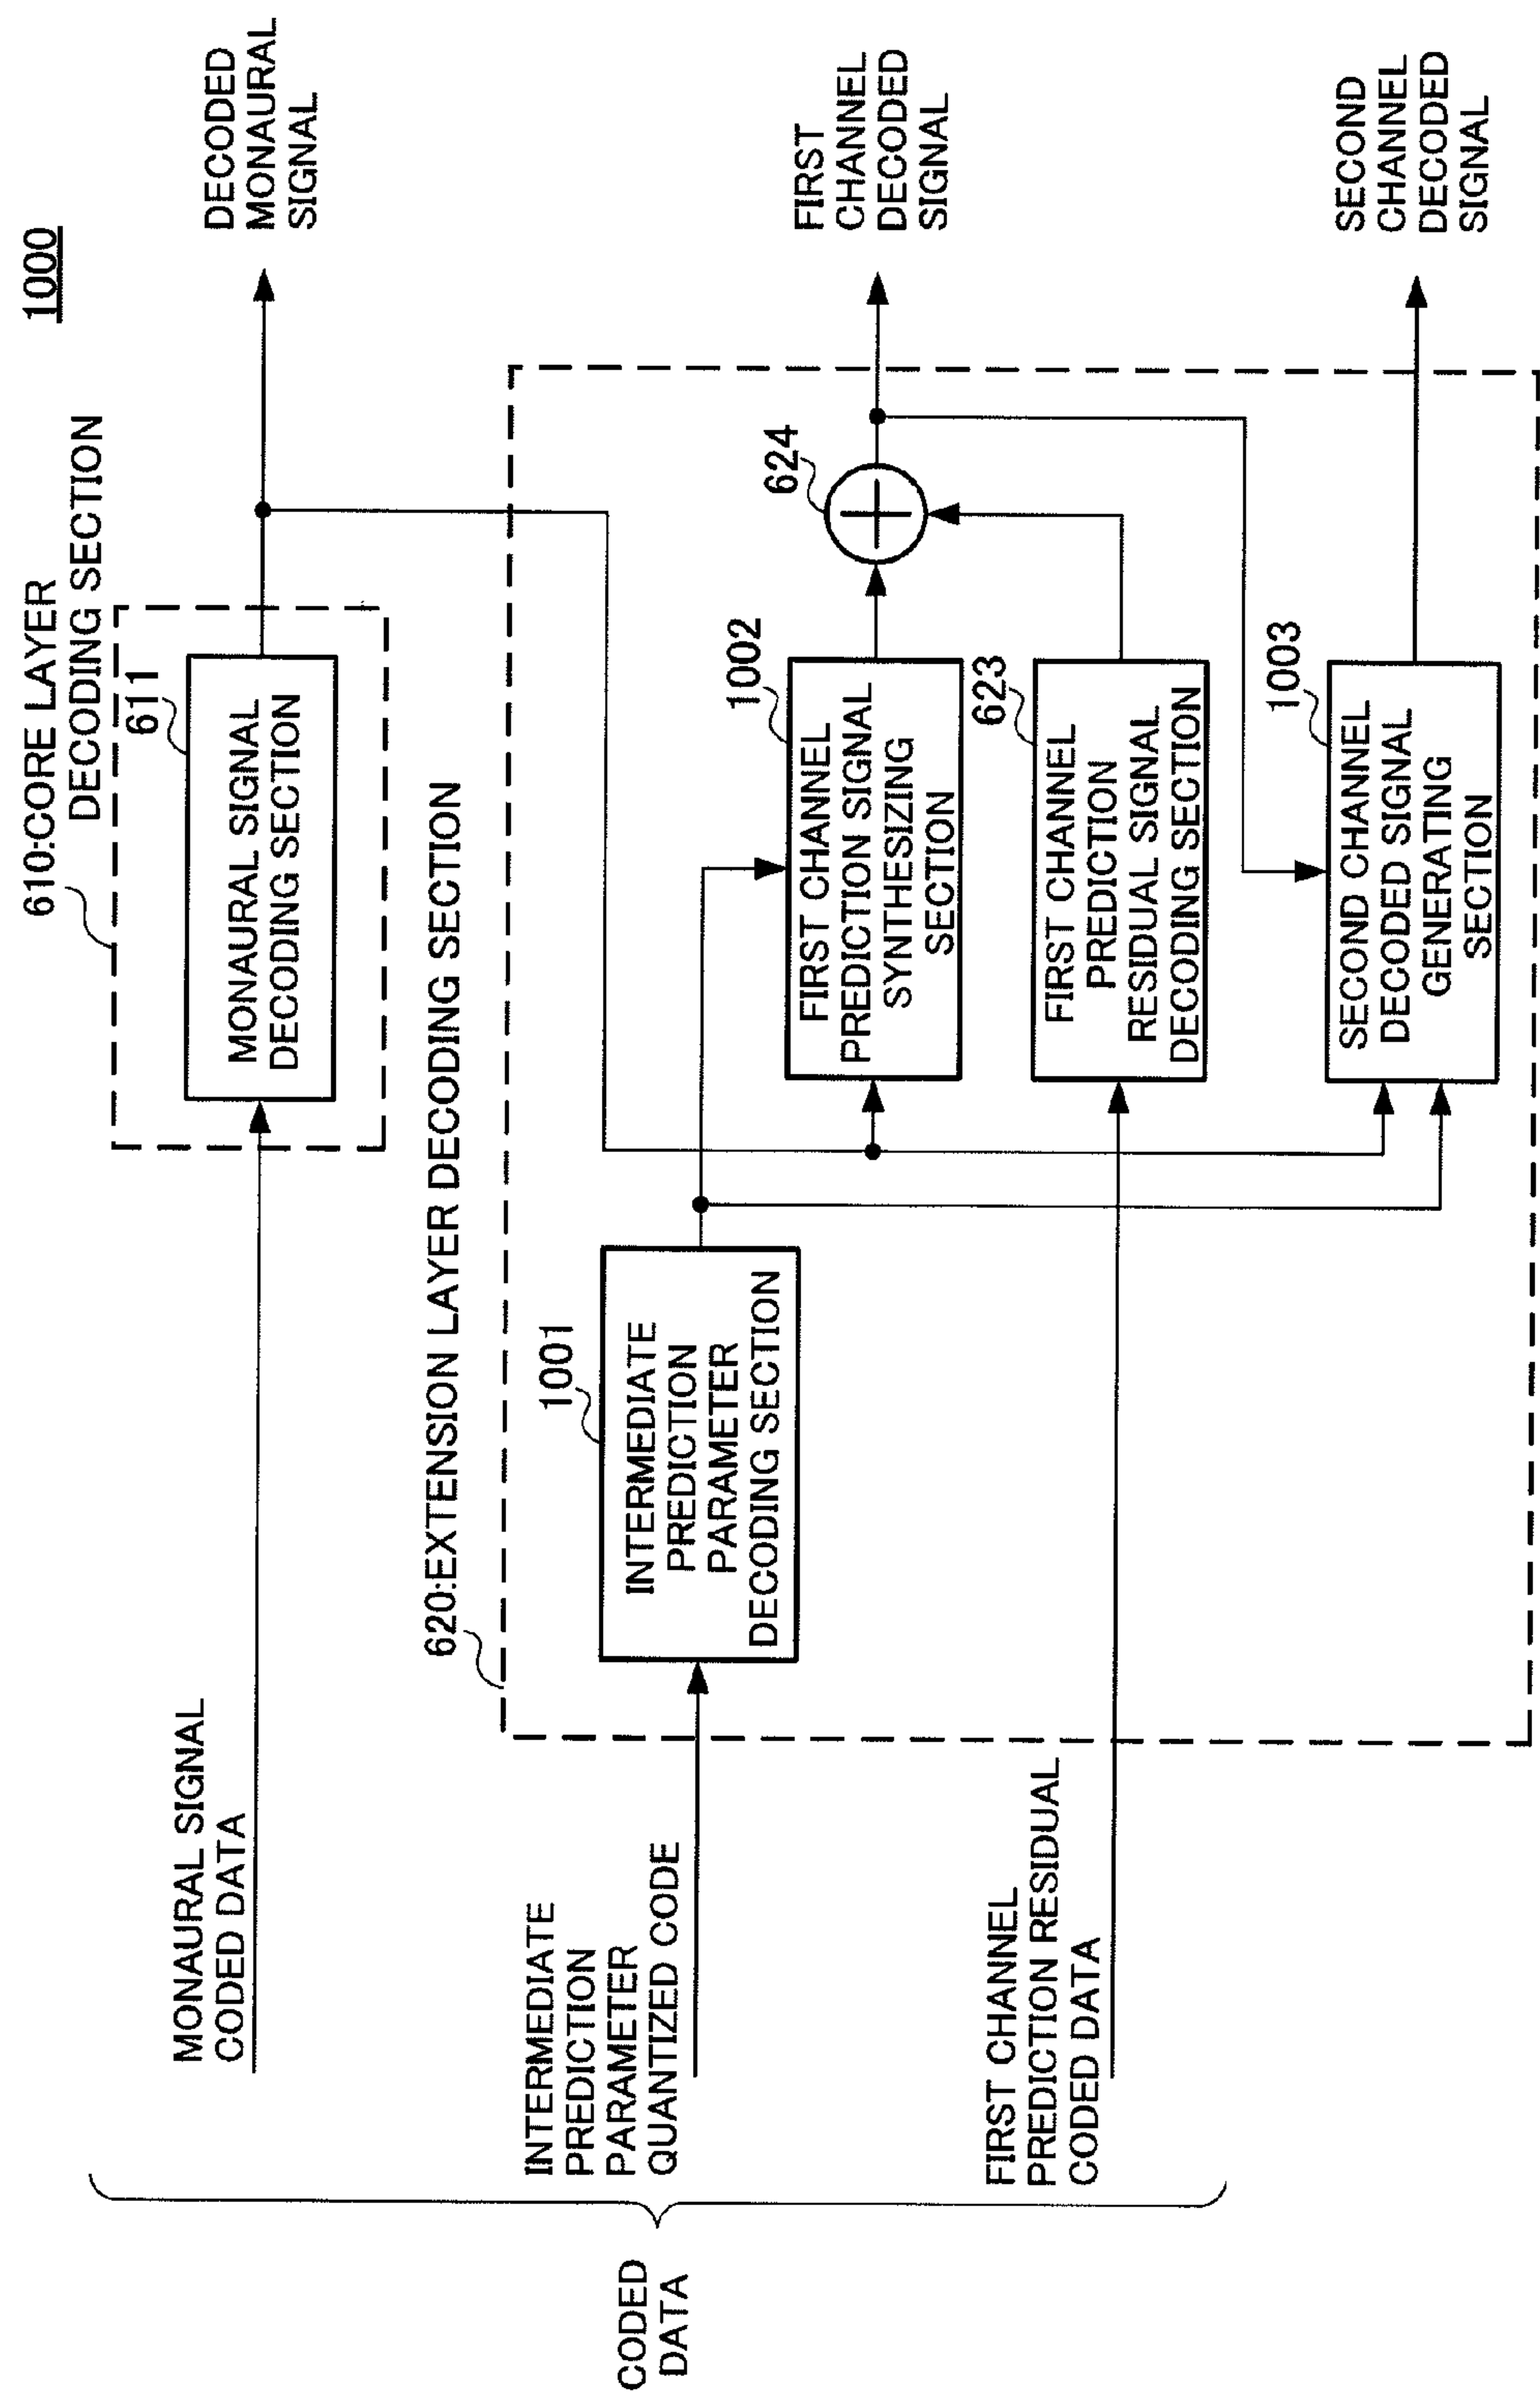 1000
610:CORE LAYER
DECODING SECTION
611
MONAURAL SIGNAL
DECODING SECTION
MONAURAL SIGNAL
CODED DATA
DECODED
MONAURAL
SIGNAL
620:EXTENSION LAYER DECODING SECTION
CODED
DATA
INTERMEDIATE
PREDICTION
PARAMETER
QUANTIZED CODE
1001
INTERMEDIATE
PREDICTION
PARAMETER
DECODING SECTION
1002
FIRST CHANNEL
PREDICTION SIGNAL
SYNTHESIZING
SECTION
624
FIRST
CHANNEL
DECODED
SIGNAL
FIRST CHANNEL
PREDICTION RESIDUAL
CODED DATA
623
FIRST CHANNEL
PREDICTION
RESIDUAL SIGNAL
DECODING SECTION
1003
SECOND CHANNEL
DECODED SIGNAL
GENERATING
SECTION
SECOND
CHANNEL
DECODED
SIGNAL